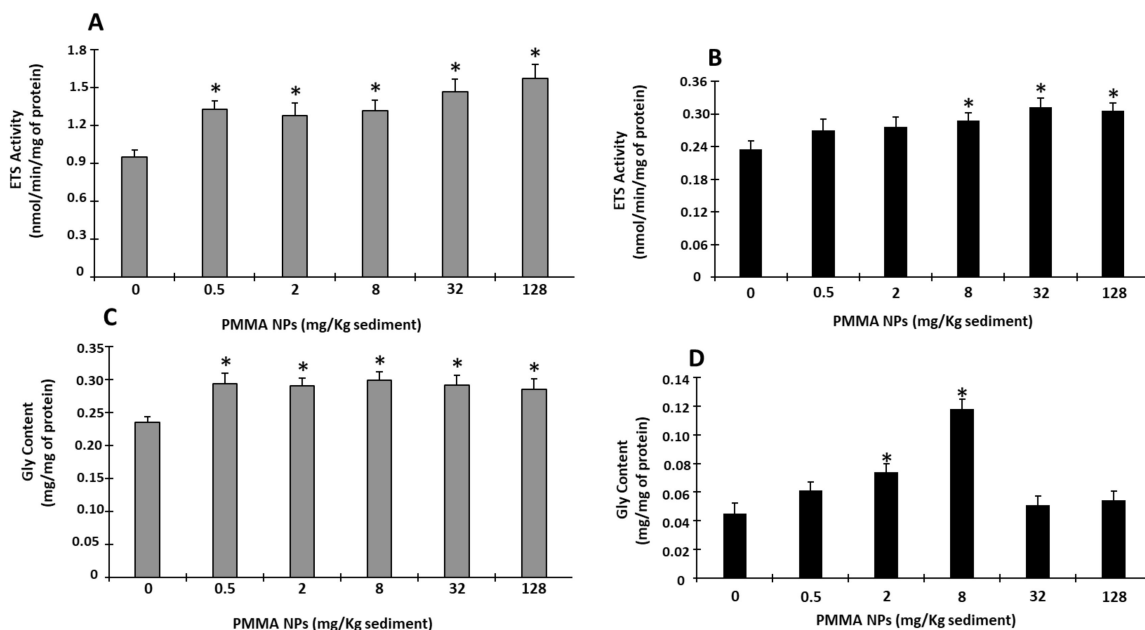 A
ETS Activity
(nmol/min/mg of protein)
1.8
1.5
1.2
0.9
0.6
0.3
0
* * * * *
0 0.5 2 8 32 128
PMMA NPs (mg/Kg sediment)
B
ETS Activity
(nmol/min/mg of protein)
0.36
0.30
0.24
0.18
0.12
0.06
0
* * *
0 0.5 2 8 32 128
PMMA NPs (mg/Kg sediment)
C
Gly Content
(mg/mg of protein)
0.35
0.30
0.25
0.20
0.15
0.10
0.05
0
* * * * *
0 0.5 2 8 32 128
PMMA NPs (mg/Kg sediment)
D
Gly Content
(mg/mg of protein)
0.14
0.12
0.10
0.08
0.06
0.04
0.02
0
* *
0 0.5 2 8 32 128
PMMA NPs (mg/Kg sediment)